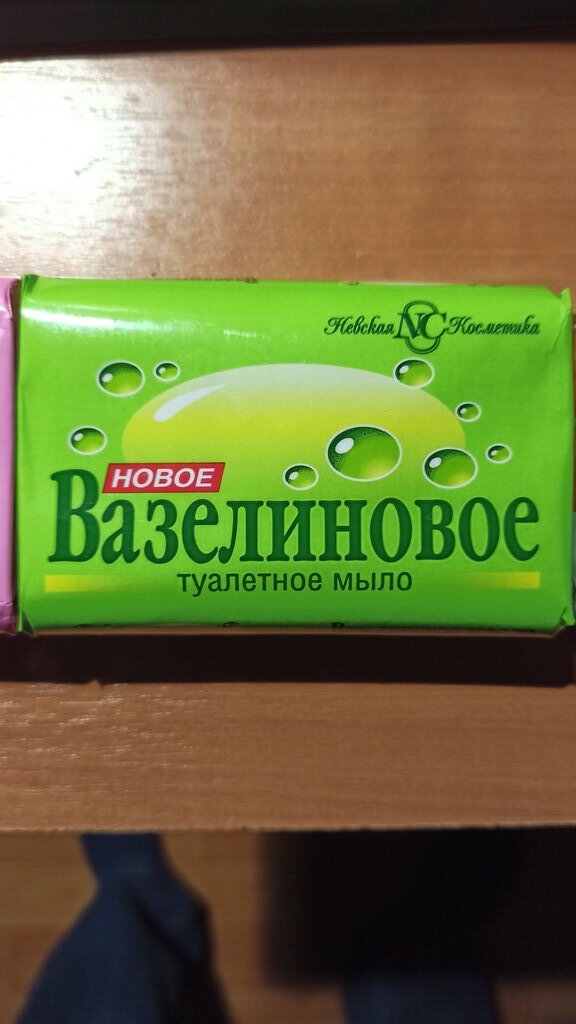 Невская NC Косметика
НОВОЕ
Вазелиновое
туалетное мыло